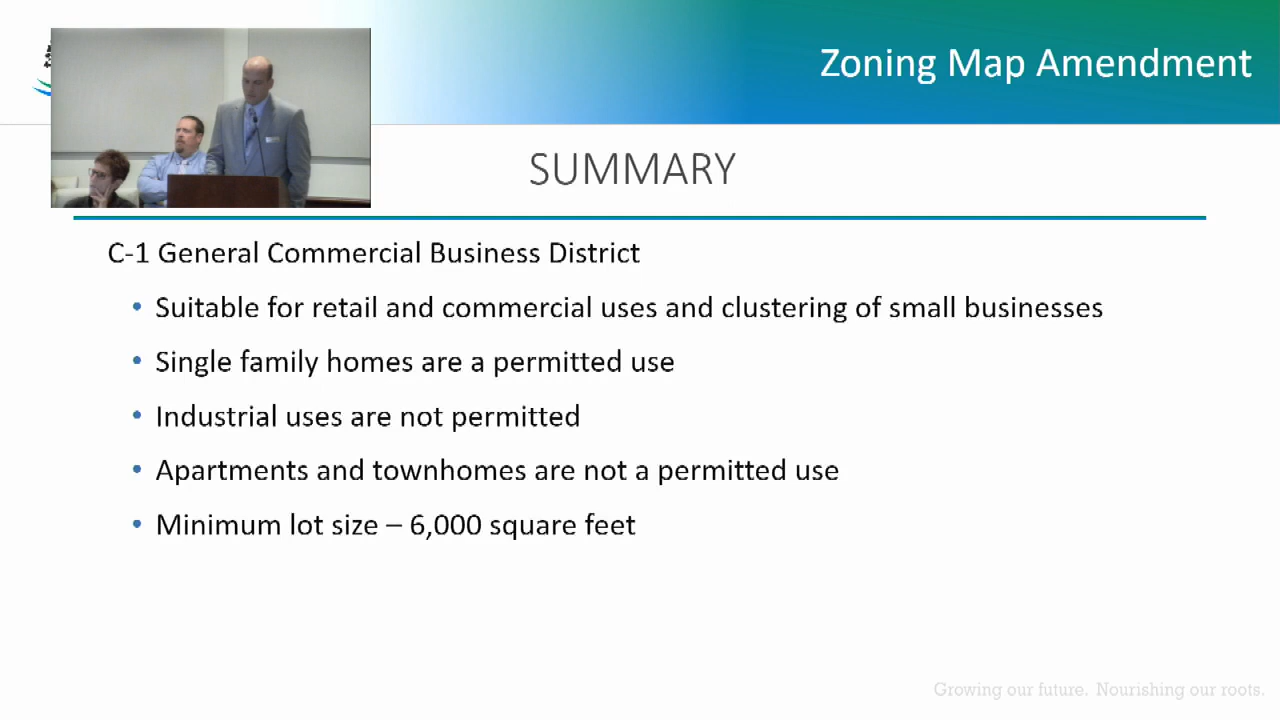 Zoning Map Amendment
SUMMARY
C-1 General Commercial Business District
• Suitable for retail and commercial uses and clustering of small businesses
• Single family homes are a permitted use
• Industrial uses are not permitted
• Apartments and townhomes are not a permitted use
• Minimum lot size – 6,000 square feet
Growing our future. Nourishing our roots.